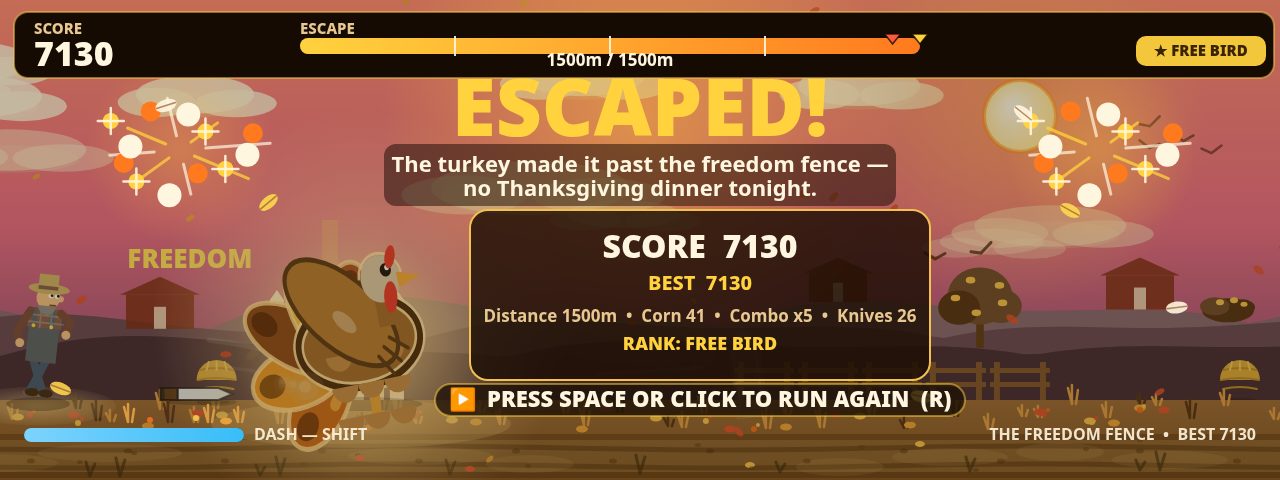 SCORE
7130
ESCAPE
1500m / 1500m
★ FREE BIRD
ESCAPED!
The turkey made it past the freedom fence —
no Thanksgiving dinner tonight.
FREEDOM
SCORE 7130
BEST 7130
Distance 1500m • Corn 41 • Combo x5 • Knives 26
RANK: FREE BIRD
▶ PRESS SPACE OR CLICK TO RUN AGAIN (R)
DASH — SHIFT
THE FREEDOM FENCE • BEST 7130